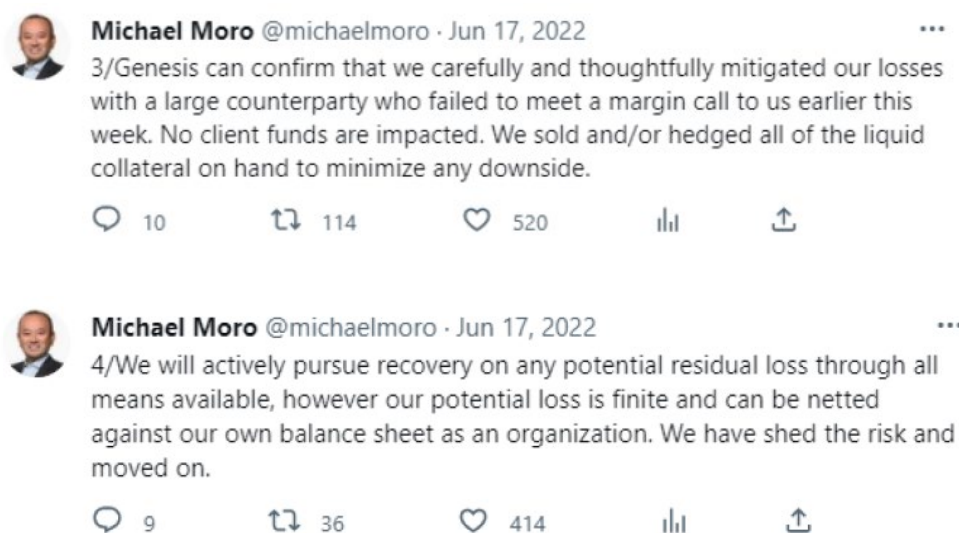 Michael Moro @michaelmoro · Jun 17, 2022
3/Genesis can confirm that we carefully and thoughtfully mitigated our losses
with a large counterparty who failed to meet a margin call to us earlier this
week. No client funds are impacted. We sold and/or hedged all of the liquid
collateral on hand to minimize any downside.
10 114 520
Michael Moro @michaelmoro · Jun 17, 2022
4/We will actively pursue recovery on any potential residual loss through all
means available, however our potential loss is finite and can be netted
against our own balance sheet as an organization. We have shed the risk and
moved on.
9 36 414